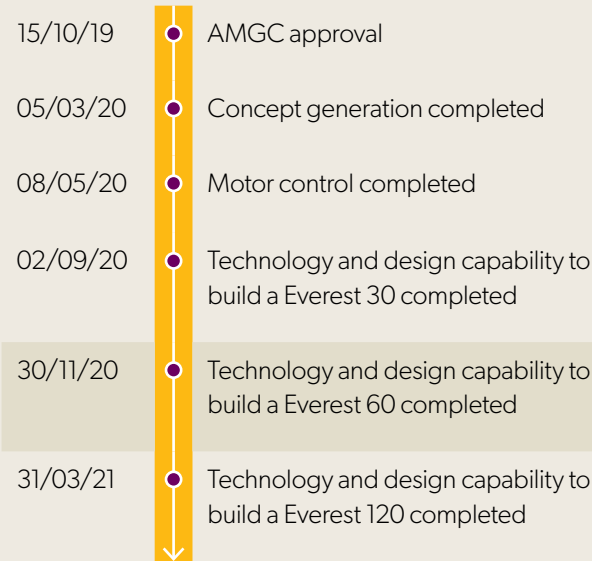 15/10/19 AMGC approval
05/03/20 Concept generation completed
08/05/20 Motor control completed
02/09/20 Technology and design capability to
build a Everest 30 completed
30/11/20 Technology and design capability to
build a Everest 60 completed
31/03/21 Technology and design capability to
build a Everest 120 completed